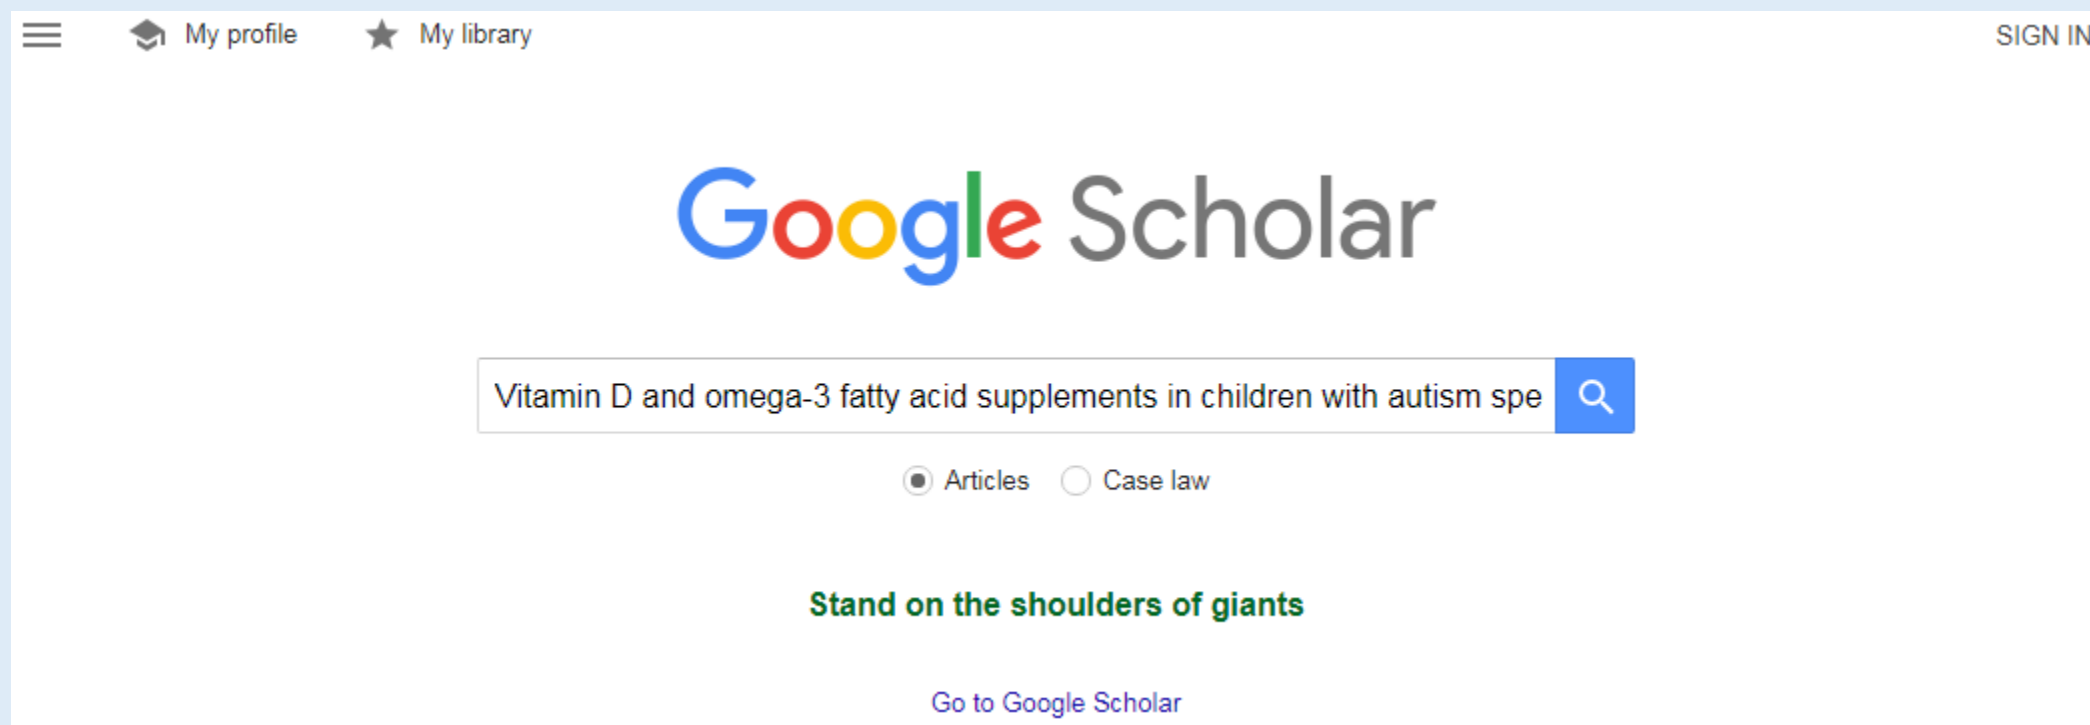 My profile My library SIGN IN
Google Scholar
Vitamin D and omega-3 fatty acid supplements in children with autism spe
Articles Case law
Stand on the shoulders of giants
Go to Google Scholar